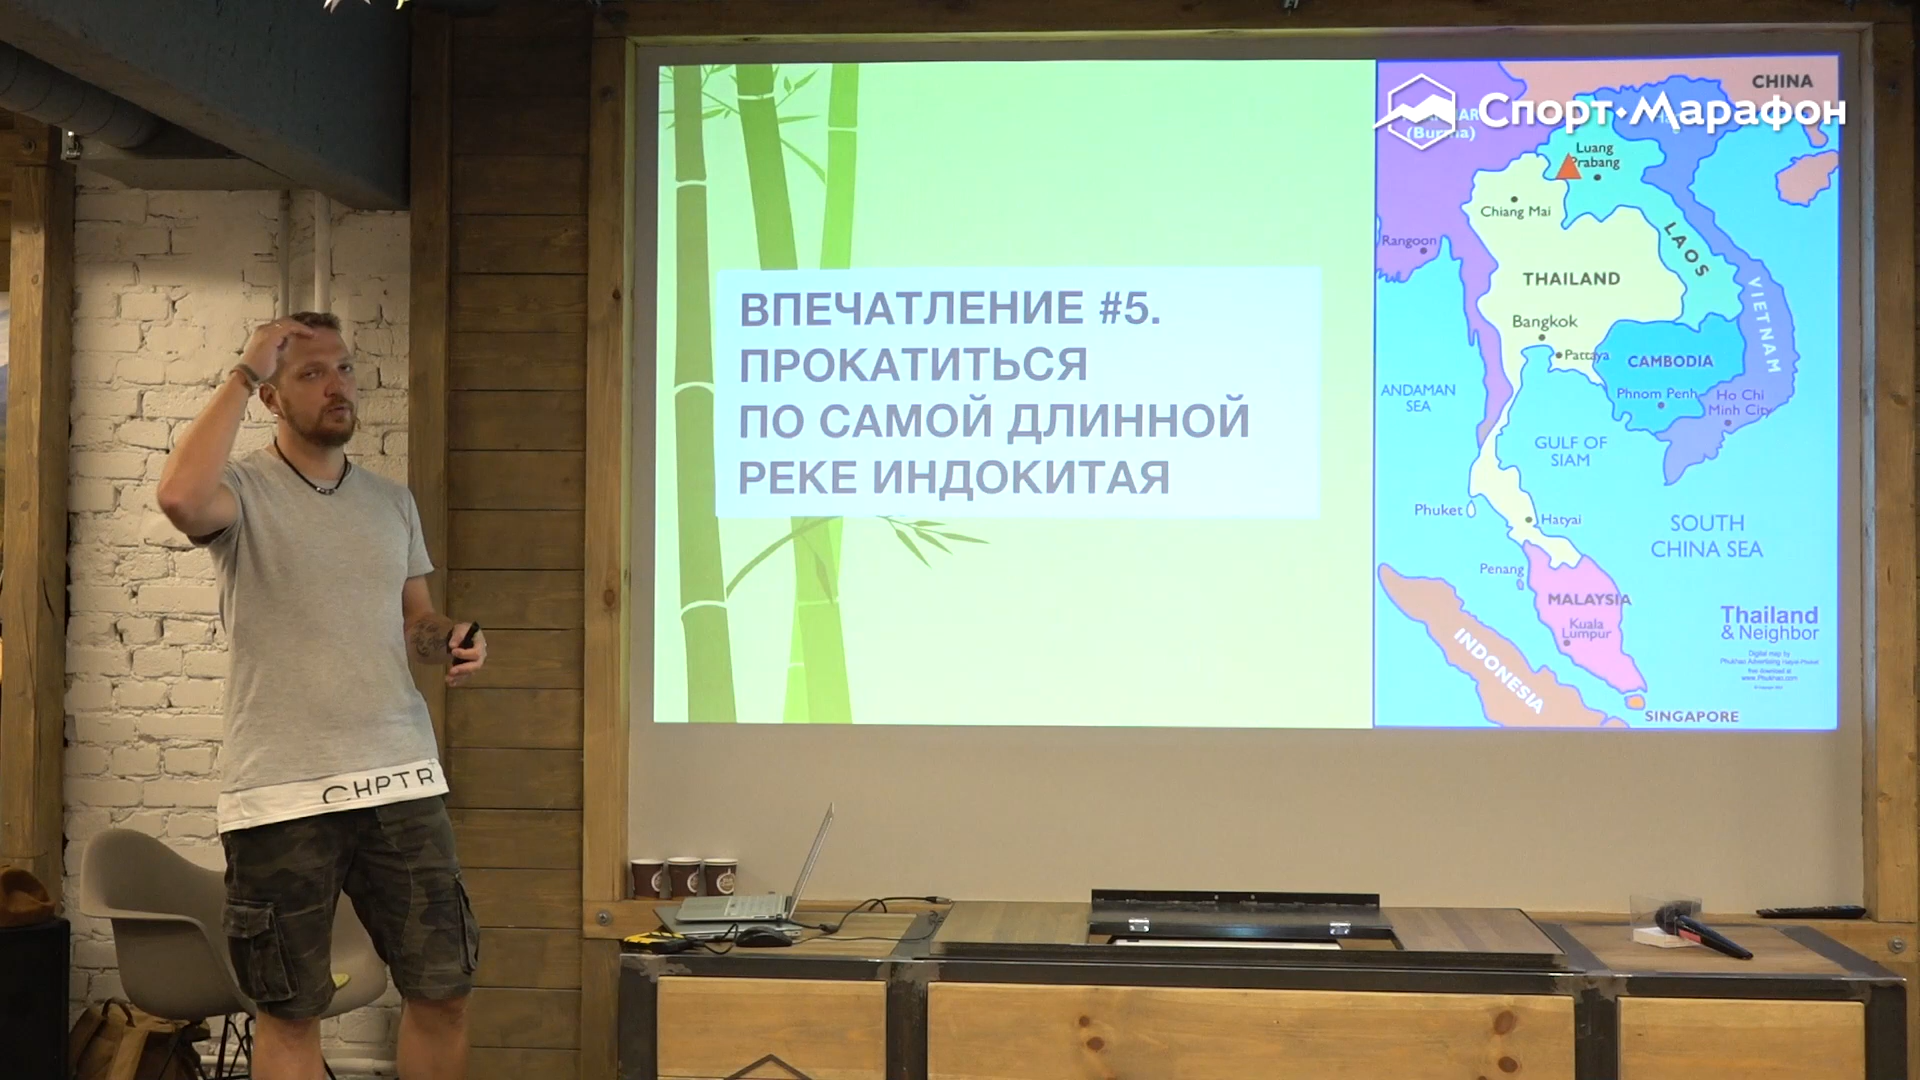 ВПЕЧАТЛЕНИЕ #5.
ПРОКАТИТЬСЯ
ПО САМОЙ ДЛИННОЙ
РЕКЕ ИНДОКИТАЯ
CHINA
Спорт•Марафон
Luang
Prabang
Chiang Mai
Rangoon
LAOS
THAILAND
VIETNAM
Bangkok
Pattaya
CAMBODIA
ANDAMAN
SEA
Phnom Penh
Ho Chi
Minh City
GULF OF
SIAM
Phuket
Hatyai
SOUTH
CHINA SEA
Penang
MALAYSIA
Kuala
Lumpur
Thailand
& Neighbor
INDONESIA
SINGAPORE
CHPTR